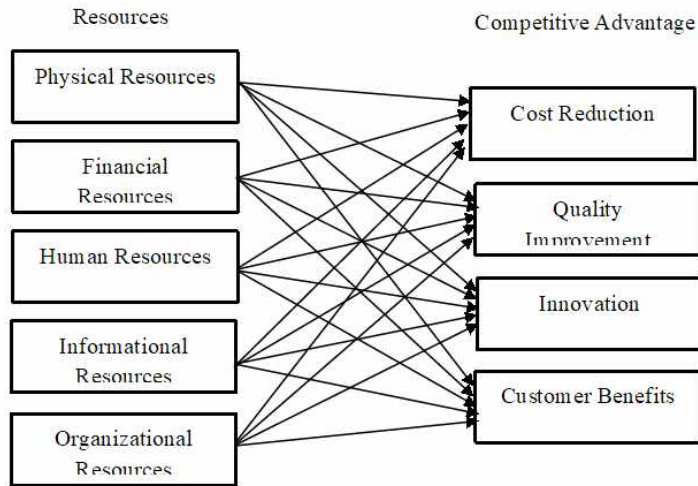 Resources
Competitive Advantage
Physical Resources
Financial
Resources
Human Resources
Informational
Resources
Organizational
Resources
Cost Reduction
Quality
Improvement
Innovation
Customer Benefits